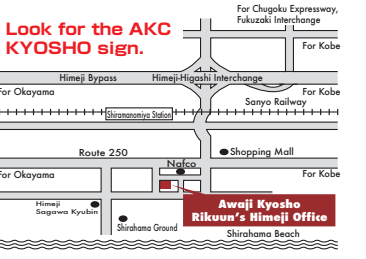 For Chugoku Expressway,
Fukuzaki Interchange
Look for the AKC
KYOSHO sign.
For Kobe
Himeji Bypass
Himeji-Higashi Interchange
For Okayama
For Kobe
Sanyo Railway
Shiramanomiya Station
Route 250
Shopping Mall
Nafco
For Okayama
For Kobe
Himeji
Sagawa Kyubin
Awaji Kyosho
Rikuun's Himeji Office
Shirahama Ground
Shirahama Beach